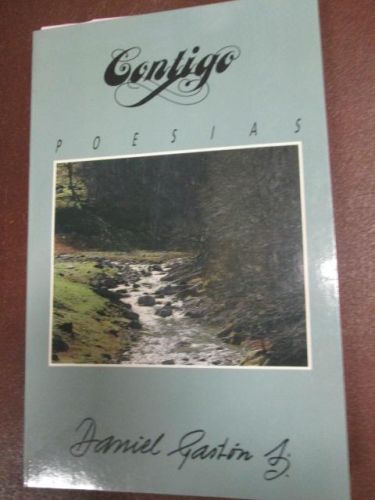 Contigo
POESIAS
Daniel Gastón